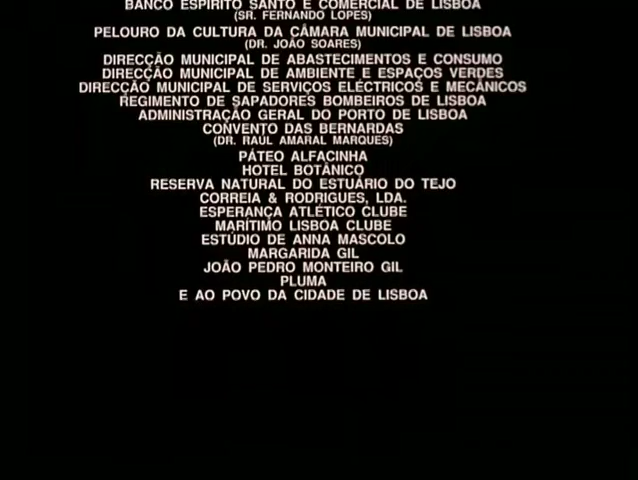 BANCO ESPÍRITO SANTO E COMERCIAL DE LISBOA
(SR. FERNANDO LOPES)
PELOURO DA CULTURA DA CÂMARA MUNICIPAL DE LISBOA
(DR. JOÃO SOARES)
DIRECÇÃO MUNICIPAL DE ABASTECIMENTOS E CONSUMO
DIRECÇÃO MUNICIPAL DE AMBIENTE E ESPAÇOS VERDES
DIRECÇÃO MUNICIPAL DE SERVIÇOS ELÉCTRICOS E MECÂNICOS
REGIMENTO DE SAPADORES BOMBEIROS DE LISBOA
ADMINISTRAÇÃO GERAL DO PORTO DE LISBOA
CONVENTO DAS BERNARDAS
(DR. RAÚL AMARAL MARQUES)
PÁTEO ALFACINHA
HOTEL BOTÂNICO
RESERVA NATURAL DO ESTUÁRIO DO TEJO
CORREIA & RODRIGUES, LDA.
ESPERANÇA ATLÉTICO CLUBE
MARÍTIMO LISBOA CLUBE
ESTÚDIO DE ANNA MASCOLO
MARGARIDA GIL
JOÃO PEDRO MONTEIRO GIL
PLUMA
E AO POVO DA CIDADE DE LISBOA